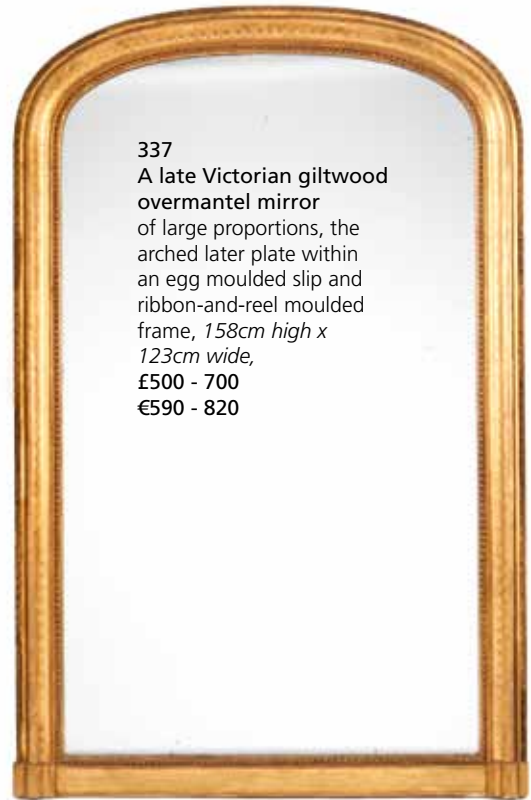 337
A late Victorian giltwood
overmantel mirror
of large proportions, the
arched later plate within
an egg moulded slip and
ribbon-and-reel moulded
frame, 158cm high x
123cm wide,
£500 - 700
€590 - 820